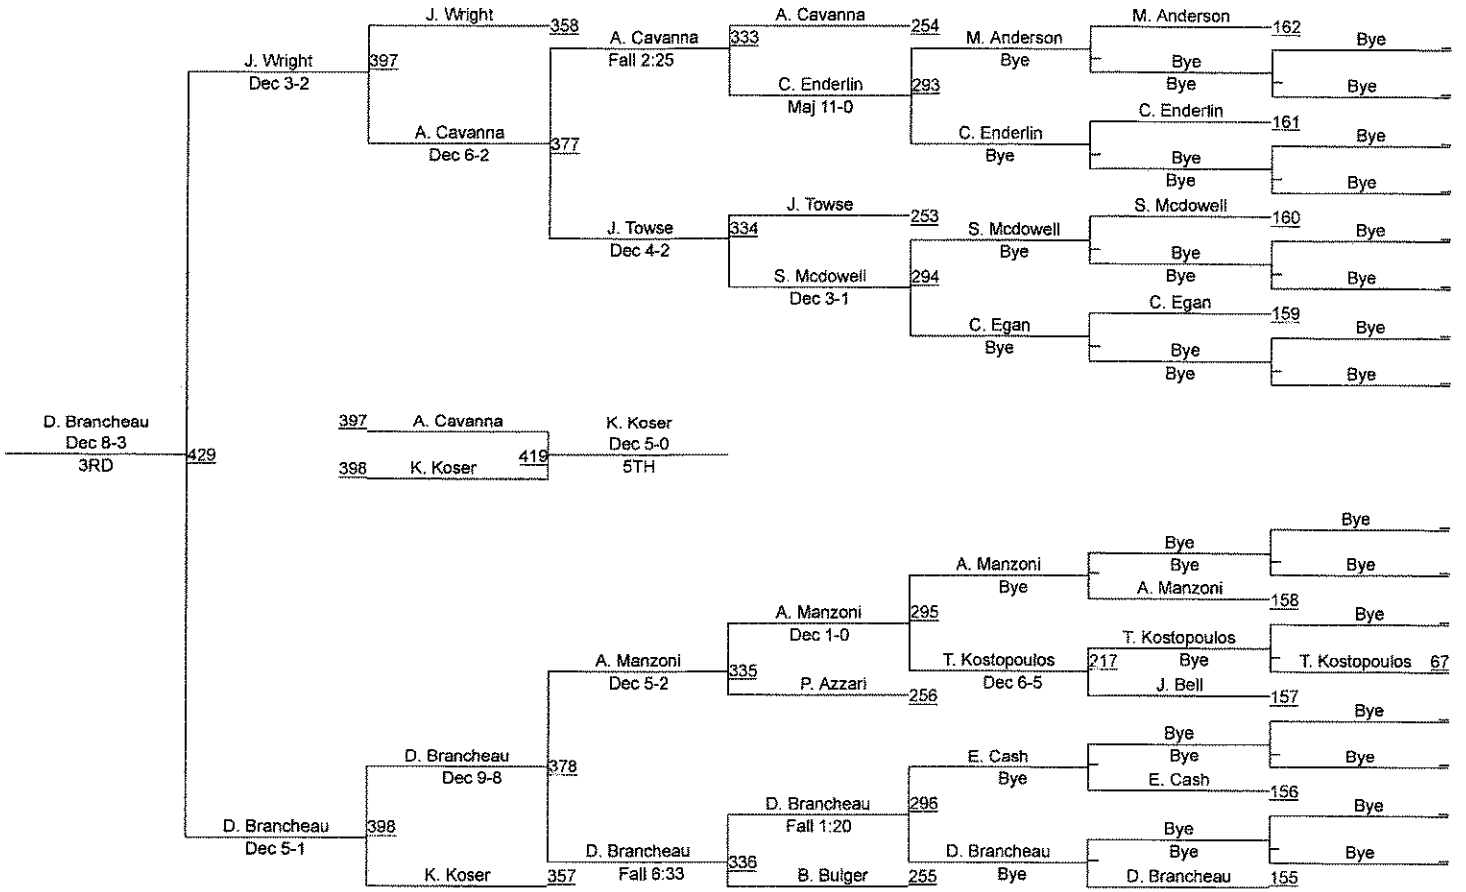 J. Wright
358
A. Cavanna
254
M. Anderson
162
Bye
A. Cavanna
Fall 2:25
333
M. Anderson
Bye
J. Wright
Dec 3-2
397
Bye
Bye
Bye
C. Enderlin
Maj 11-0
293
C. Enderlin
161
A. Cavanna
Dec 6-2
377
C. Enderlin
Bye
Bye
Bye
Bye
Bye
J. Towse
253
S. Mcdowell
160
J. Towse
Dec 4-2
334
S. Mcdowell
Bye
Bye
Bye
Bye
Bye
S. Mcdowell
Dec 3-1
294
C. Egan
159
C. Egan
Bye
Bye
Bye
Bye
Bye
D. Brancheau
Dec 8-3
3RD
429
397
A. Cavanna
398
K. Koser
419
K. Koser
Dec 5-0
5TH
Bye
Bye
Bye
Bye
A. Manzoni
Bye
A. Manzoni
158
A. Manzoni
Dec 1-0
295
Bye
T. Kostopoulos
Bye
A. Manzoni
Dec 5-2
335
T. Kostopoulos
Dec 6-5
217
T. Kostopoulos
67
P. Azzari
256
J. Bell
157
Bye
Bye
Bye
Bye
D. Brancheau
Dec 9-8
378
E. Cash
Bye
E. Cash
156
D. Brancheau
Fall 1:20
296
Bye
D. Brancheau
Dec 5-1
398
Bye
Bye
Bye
D. Brancheau
Fall 6:33
336
D. Brancheau
Bye
K. Koser
357
B. Bulger
255
D. Brancheau
155